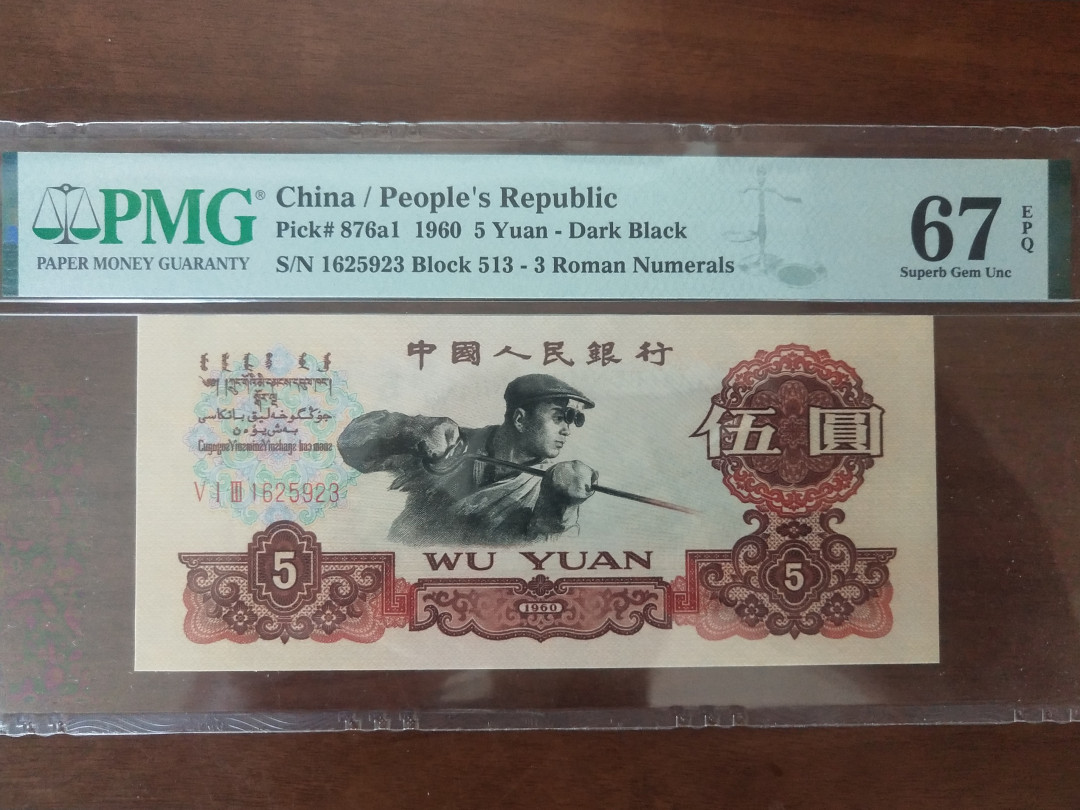 PMG®
PAPER MONEY GUARANTY
China / People's Republic
Pick# 876a1 1960 5 Yuan - Dark Black
S/N 1625923 Block 513 - 3 Roman Numerals
67
EPQ
Superb Gem Unc
中國人民銀行
伍圓
V I III 1625923
5
WU YUAN
1960
5